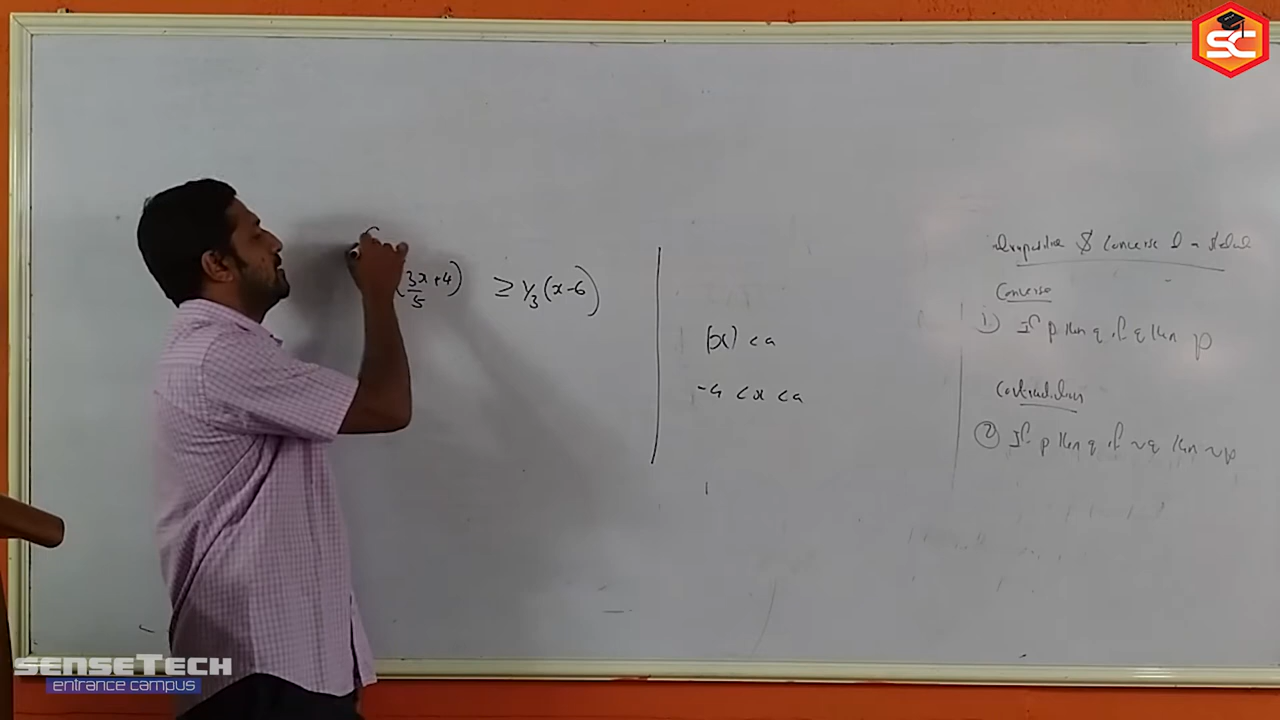 SC
(3x/5 + 4) ≥ 1/3 (x-6)
|x| < a
-a < x < a
& Converse
Converse
1) If p then q if q then p
2) If p then q if ~q then ~p
SENSETECH
entrance campus